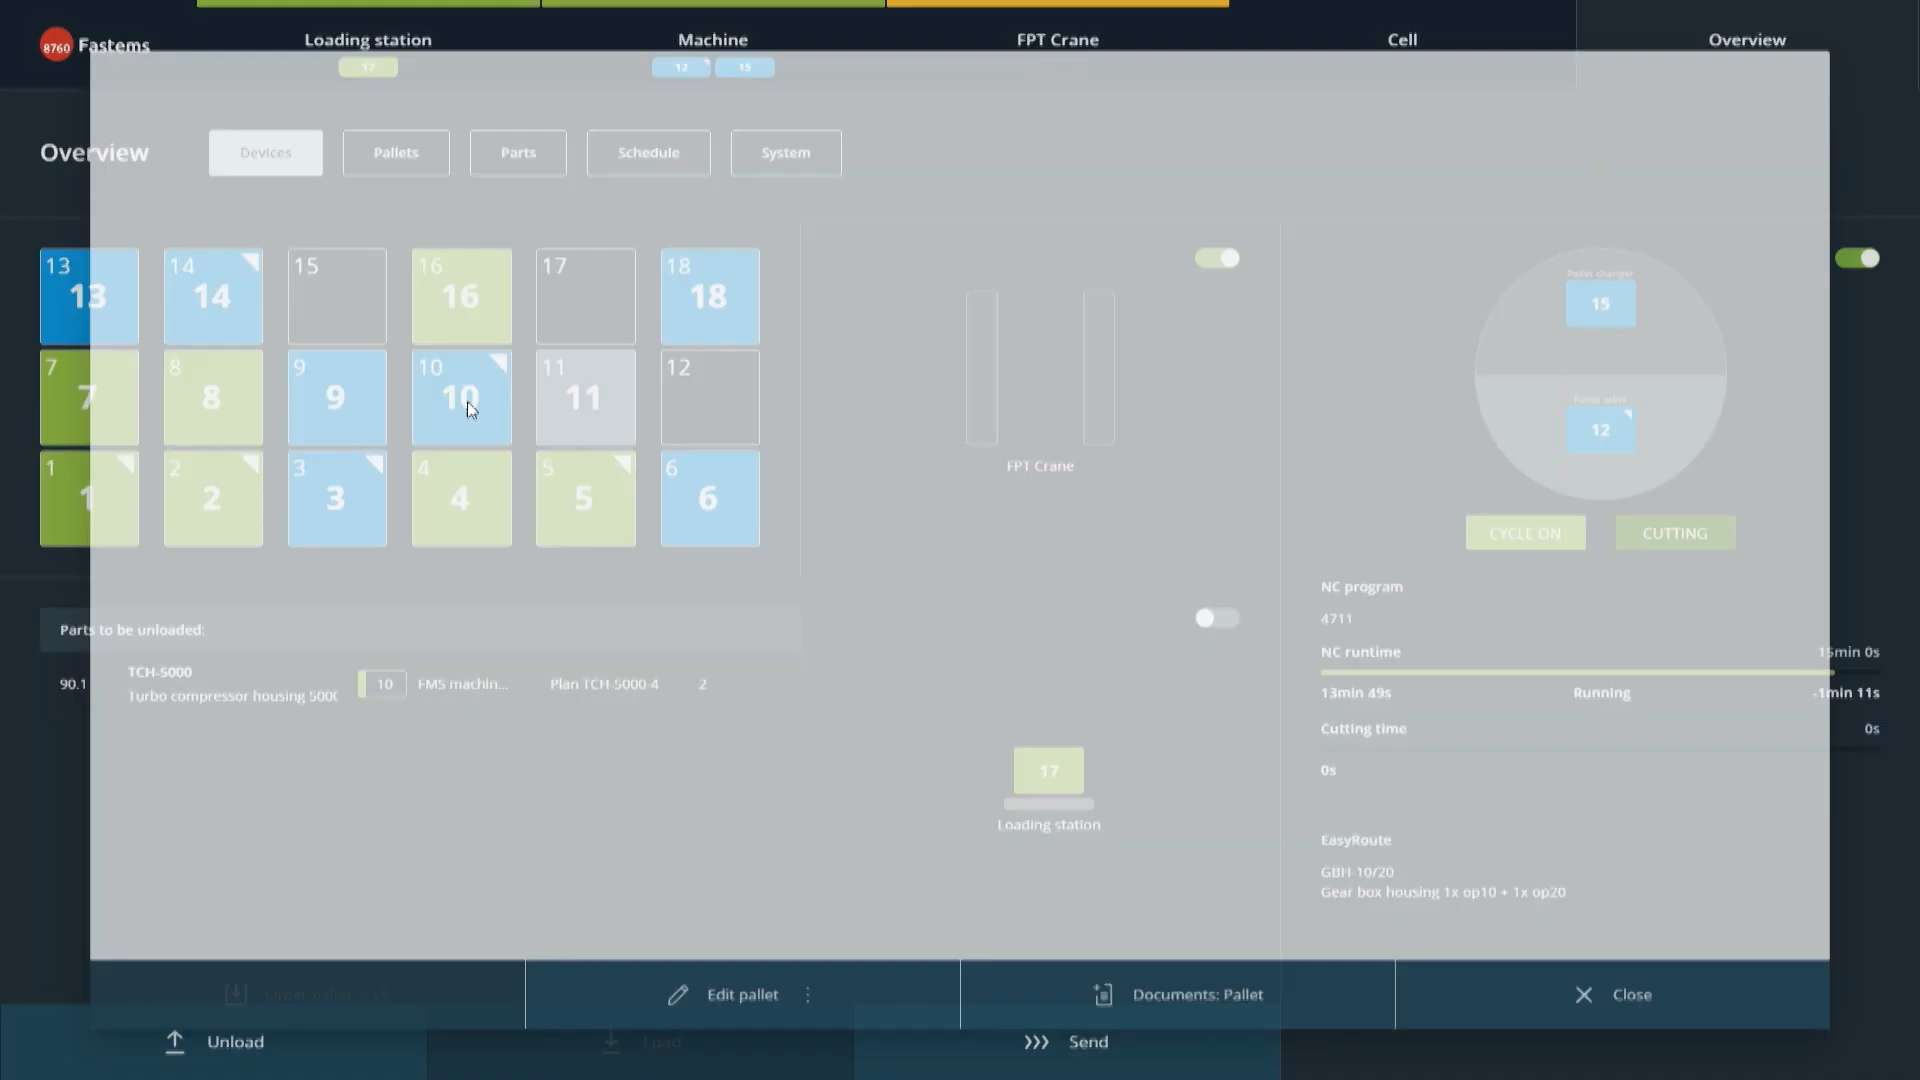 8760 Fastems
Loading station
Machine
FPT Crane
Cell
Overview
17
12
15
Overview
Devices
Pallets
Parts
Schedule
System
13
13
14
14
15
16
16
17
18
18
7
7
8
8
9
9
10
10
11
11
12
1
1
2
2
3
3
4
4
5
5
6
6
FPT Crane
Pallet changer
15
12
CYCLE ON
CUTTING
NC program
4711
NC runtime
15min 0s
13min 49s
Running
-1min 11s
Cutting time
0s
0s
EasyRoute
GBH-10/20
Gear box housing 1x op10 + 1x op20
Parts to be unloaded:
90.1
TCH-5000
Turbo compressor housing 500
10
FMS machin...
Plan TCH-5000-4
2
17
Loading station
Edit pallet
Documents: Pallet
Close
Unload
Load
Send